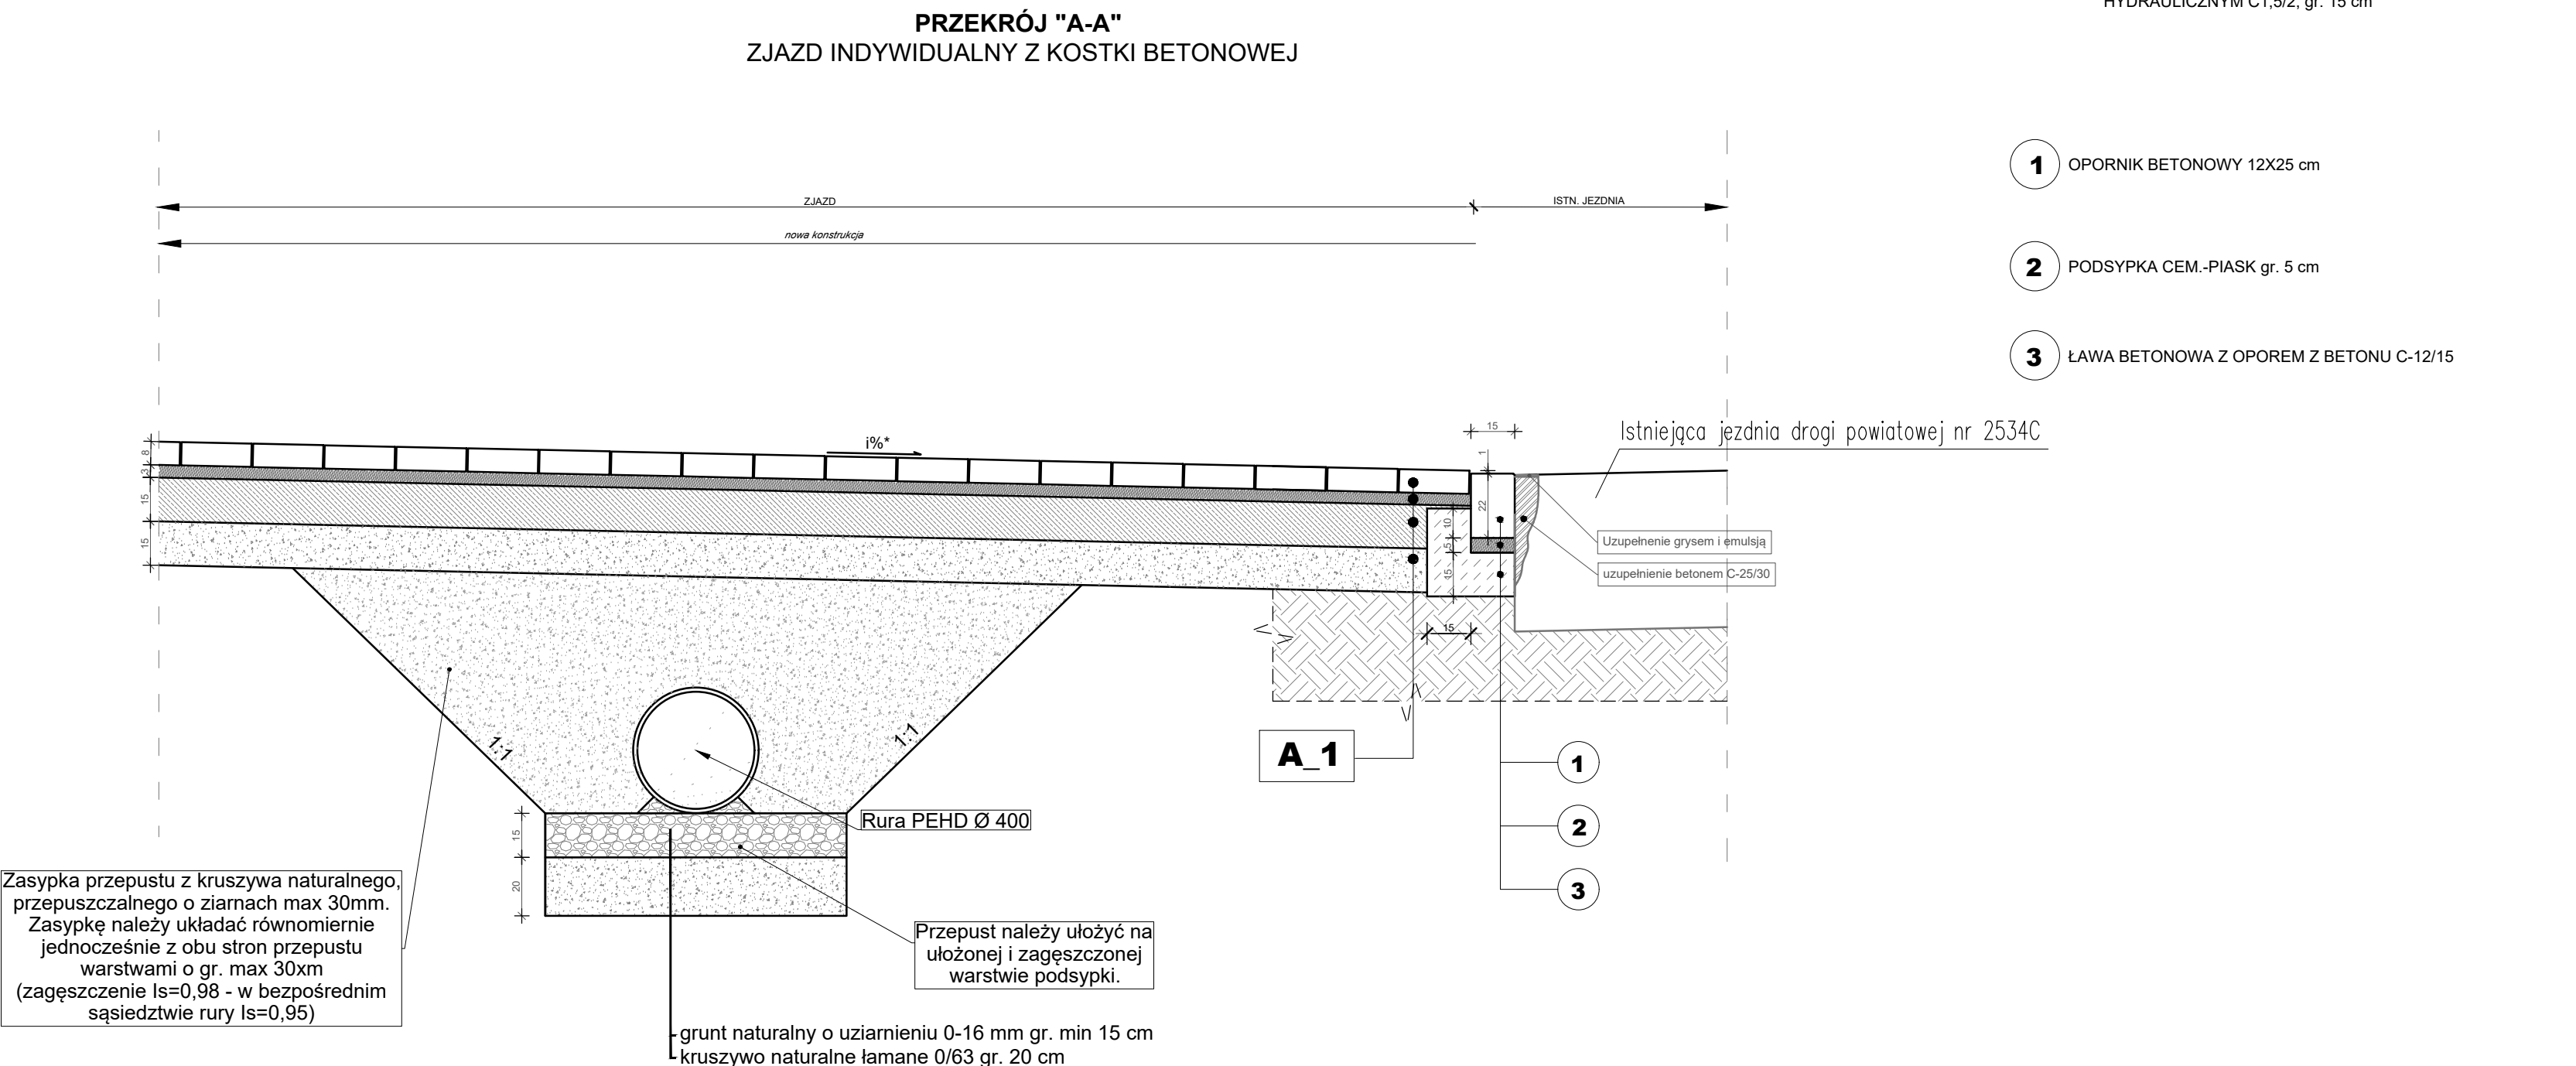 HYDRAULICZNYM C1,5/2, gr. 15 cm
PRZEKRÓJ "A-A"
ZJAZD INDYWIDUALNY Z KOSTKI BETONOWEJ
1 OPORNIK BETONOWY 12X25 cm
ZJAZD
ISTN. JEZDNIA
nowa konstrukcja
2 PODSYPKA CEM.-PIASK gr. 5 cm
3 ŁAWA BETONOWA Z OPOREM Z BETONU C-12/15
15
Istniejąca jezdnia drogi powiatowej nr 2534C
i%*
8
3
15
15
1
22
10
5
15
15
Uzupełnenie grysem i emulsją
uzupełnienie betonem C-25/30
1:1
1:1
A_1
1
2
3
Rura PEHD Ø 400
15
20
Zasypka przepustu z kruszywa naturalnego,
przepuszczalnego o ziarnach max 30mm.
Zasypkę należy układać równomiernie
jednocześnie z obu stron przepustu
warstwami o gr. max 30xm
(zagęszczenie Is=0,98 - w bezpośrednim
sąsiedztwie rury Is=0,95)
Przepust należy ułożyć na
ułożonej i zagęszczonej
warstwie podsypki.
grunt naturalny o uziarnieniu 0-16 mm gr. min 15 cm
kruszywo naturalne łamane 0/63 gr. 20 cm